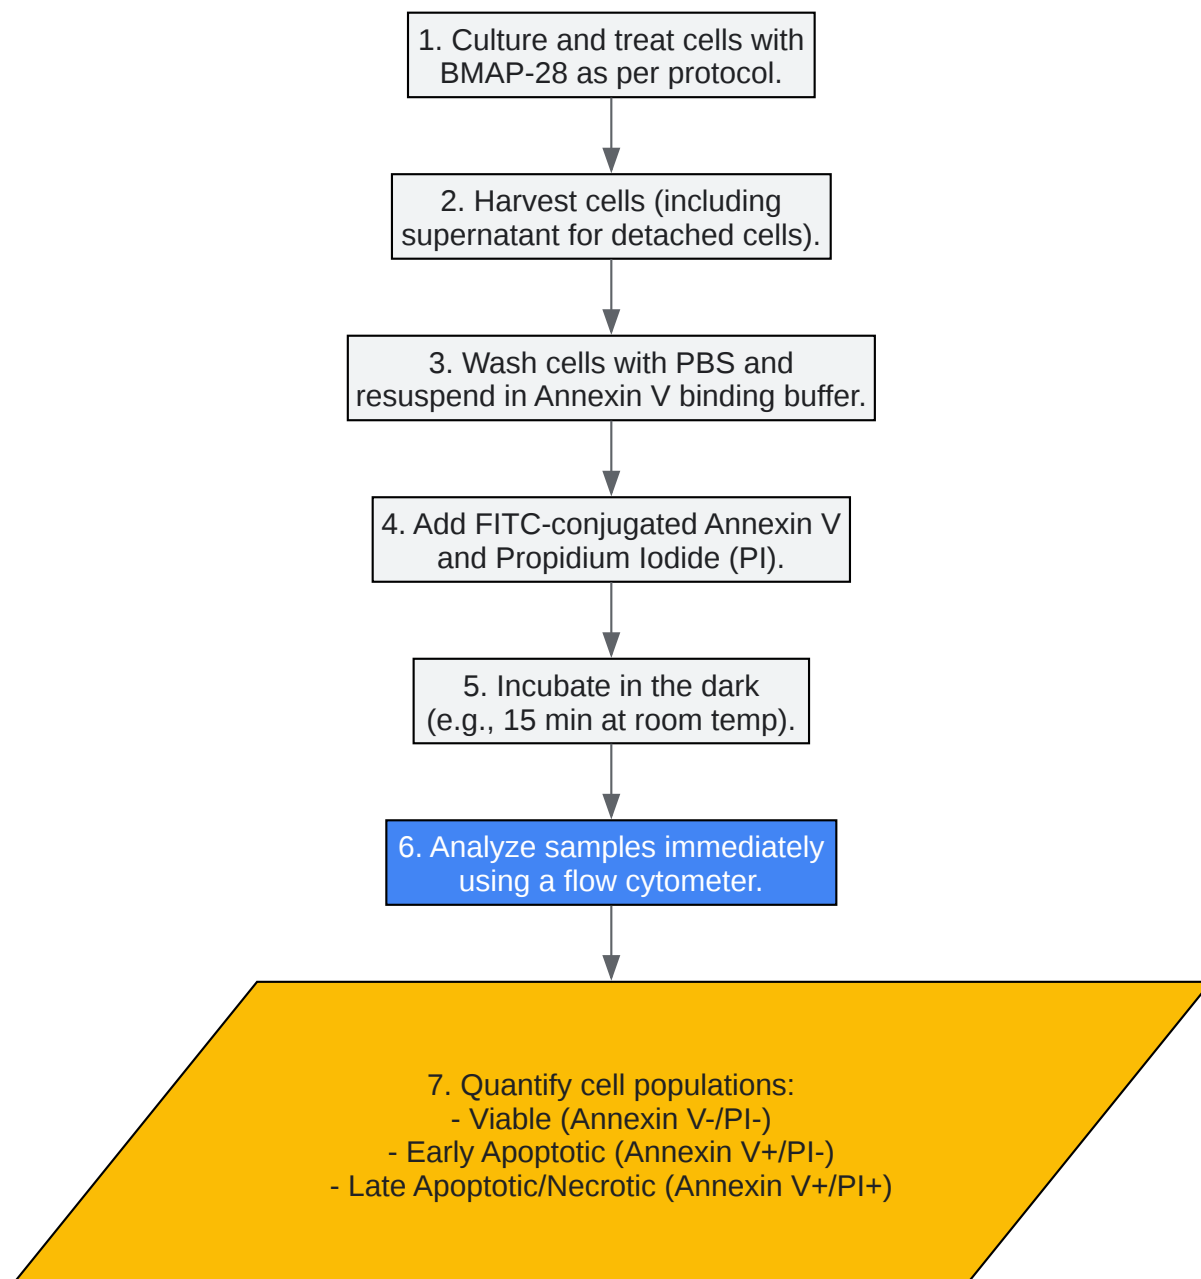 1. Culture and treat cells with
BMAP-28 as per protocol.
2. Harvest cells (including
supernatant for detached cells).
3. Wash cells with PBS and
resuspend in Annexin V binding buffer.
4. Add FITC-conjugated Annexin V
and Propidium Iodide (PI).
5. Incubate in the dark
(e.g., 15 min at room temp).
6. Analyze samples immediately
using a flow cytometer.
7. Quantify cell populations:
- Viable (Annexin V-/PI-)
- Early Apoptotic (Annexin V+/PI-)
- Late Apoptotic/Necrotic (Annexin V+/PI+)